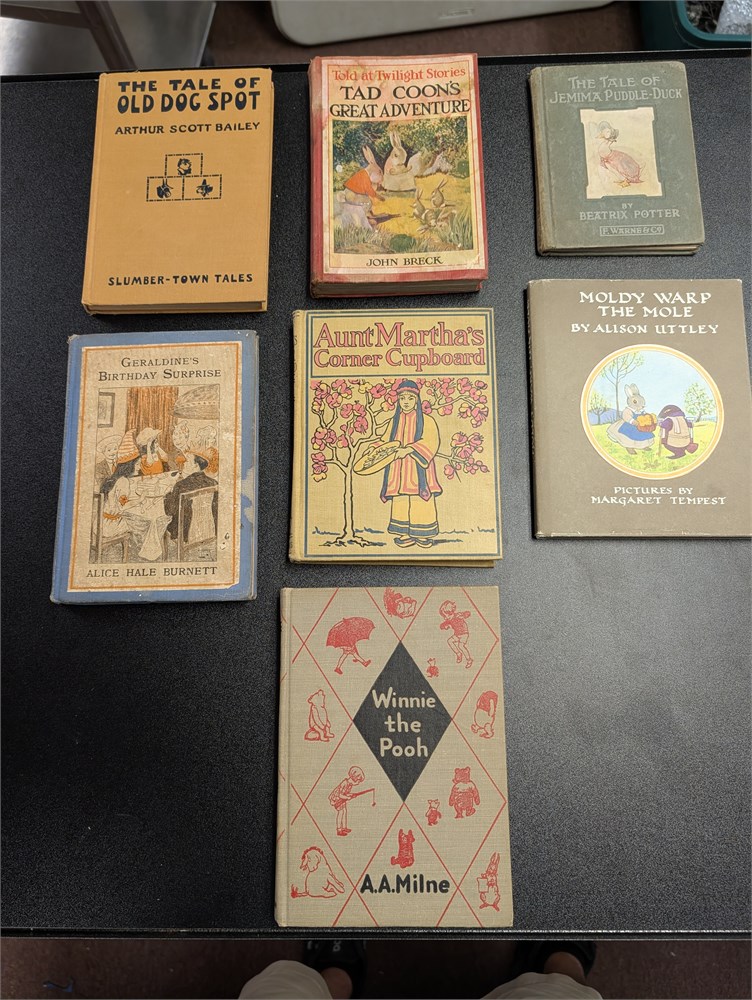 THE TALE OF
OLD DOG SPOT
ARTHUR SCOTT BAILEY
SLUMBER-TOWN TALES
Told at Twilight Stories
TAD COON'S
GREAT ADVENTURE
JOHN BRECK
THE TALE OF
JEMIMA PUDDLE-DUCK
BY
BEATRIX POTTER
F. WARNE & Co
GERALDINE'S
BIRTHDAY SURPRISE
ALICE HALE BURNETT
Aunt Martha's
Corner Cupboard
MOLDY WARP
THE MOLE
BY ALISON UTTLEY
PICTURES BY
MARGARET TEMPEST
Winnie
the
Pooh
A.A.Milne